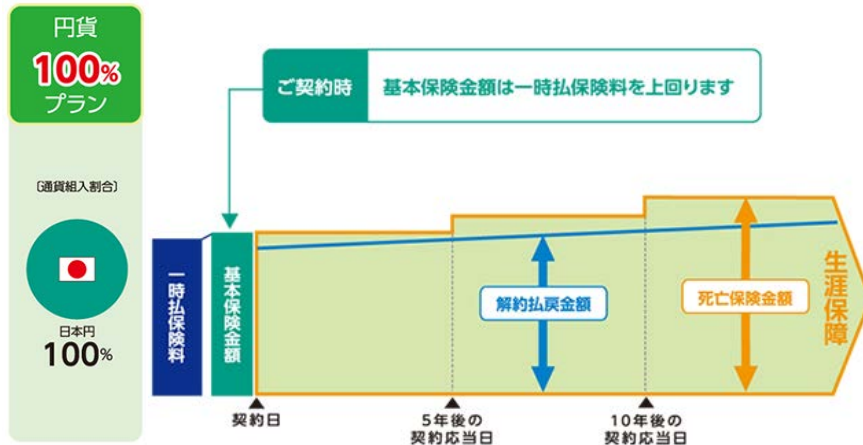 円貨
100%
プラン
〔通貨組入割合〕
日本円
100%
ご契約時
基本保険金額は一時払保険料を上回ります
一時払保険料
基本保険金額
解約払戻金額
死亡保険金額
生涯保障
契約日
5年後の
契約応当日
10年後の
契約応当日